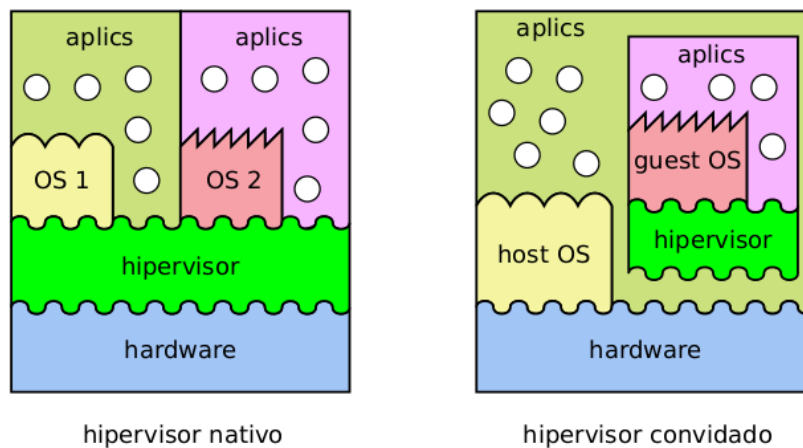 aplics
aplics
OS 1
OS 2
hipervisor
hardware
hipervisor nativo
aplics
aplics
guest OS
host OS
hipervisor
hardware
hipervisor convidado